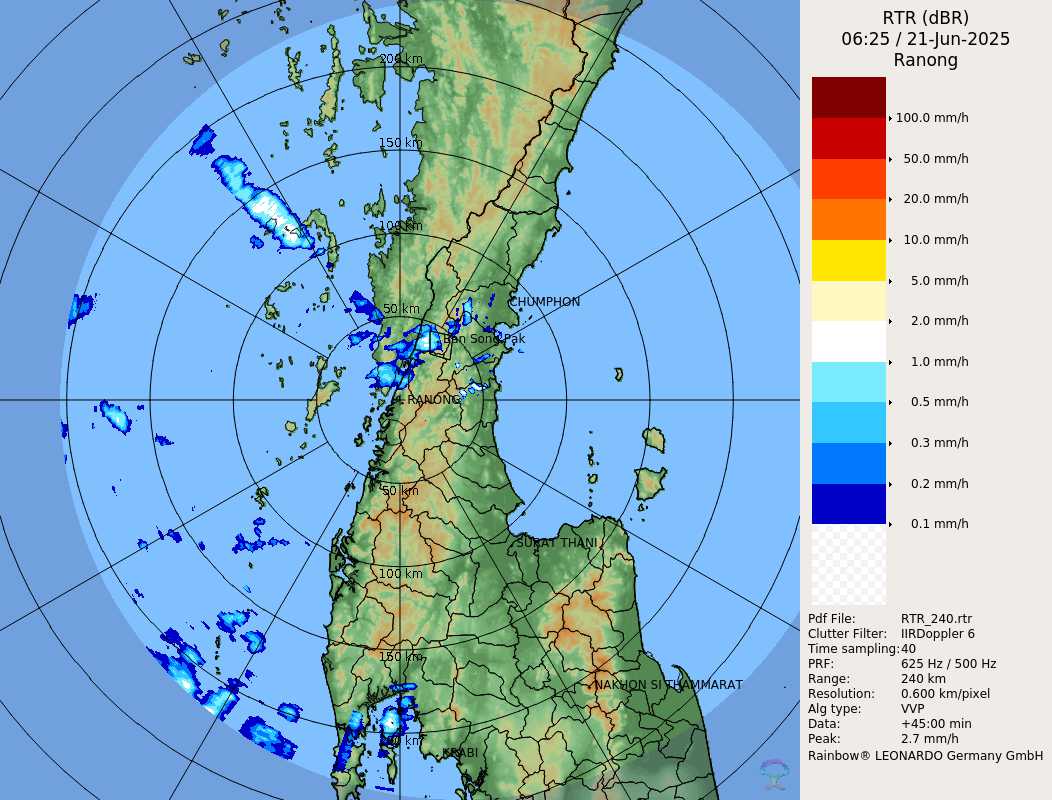 RTR (dBR)
06:25 / 21-Jun-2025
Ranong
100.0 mm/h
50.0 mm/h
20.0 mm/h
10.0 mm/h
5.0 mm/h
2.0 mm/h
1.0 mm/h
0.5 mm/h
0.3 mm/h
0.2 mm/h
0.1 mm/h
Pdf File: RTR_240.rtr
Clutter Filter: IIRDoppler 6
Time sampling:40
PRF: 625 Hz / 500 Hz
Range: 240 km
Resolution: 0.600 km/pixel
Alg type: VVP
Data: +45:00 min
Peak: 2.7 mm/h
Rainbow® LEONARDO Germany GmbH
200 km
150 km
100 km
50 km
CHUMPHON
Ban Song Pak
RANONG
50 km
SURAT THANI
100 km
150 km
NAKHON SI THAMMARAT
200 km
KRABI